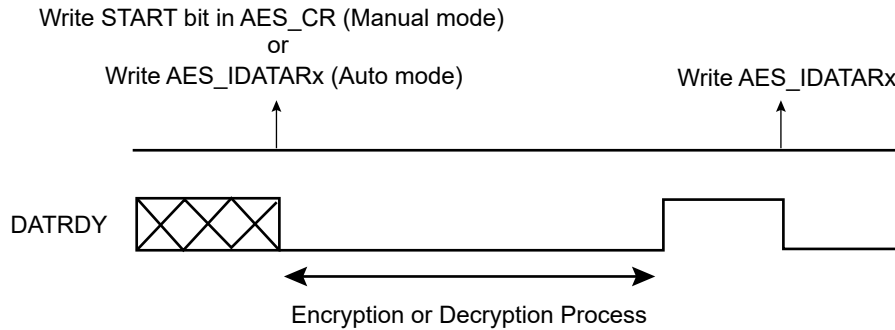 Write START bit in AES_CR (Manual mode)
or
Write AES_IDATARx (Auto mode)
Write AES_IDATARx
DATRDY
Encryption or Decryption Process